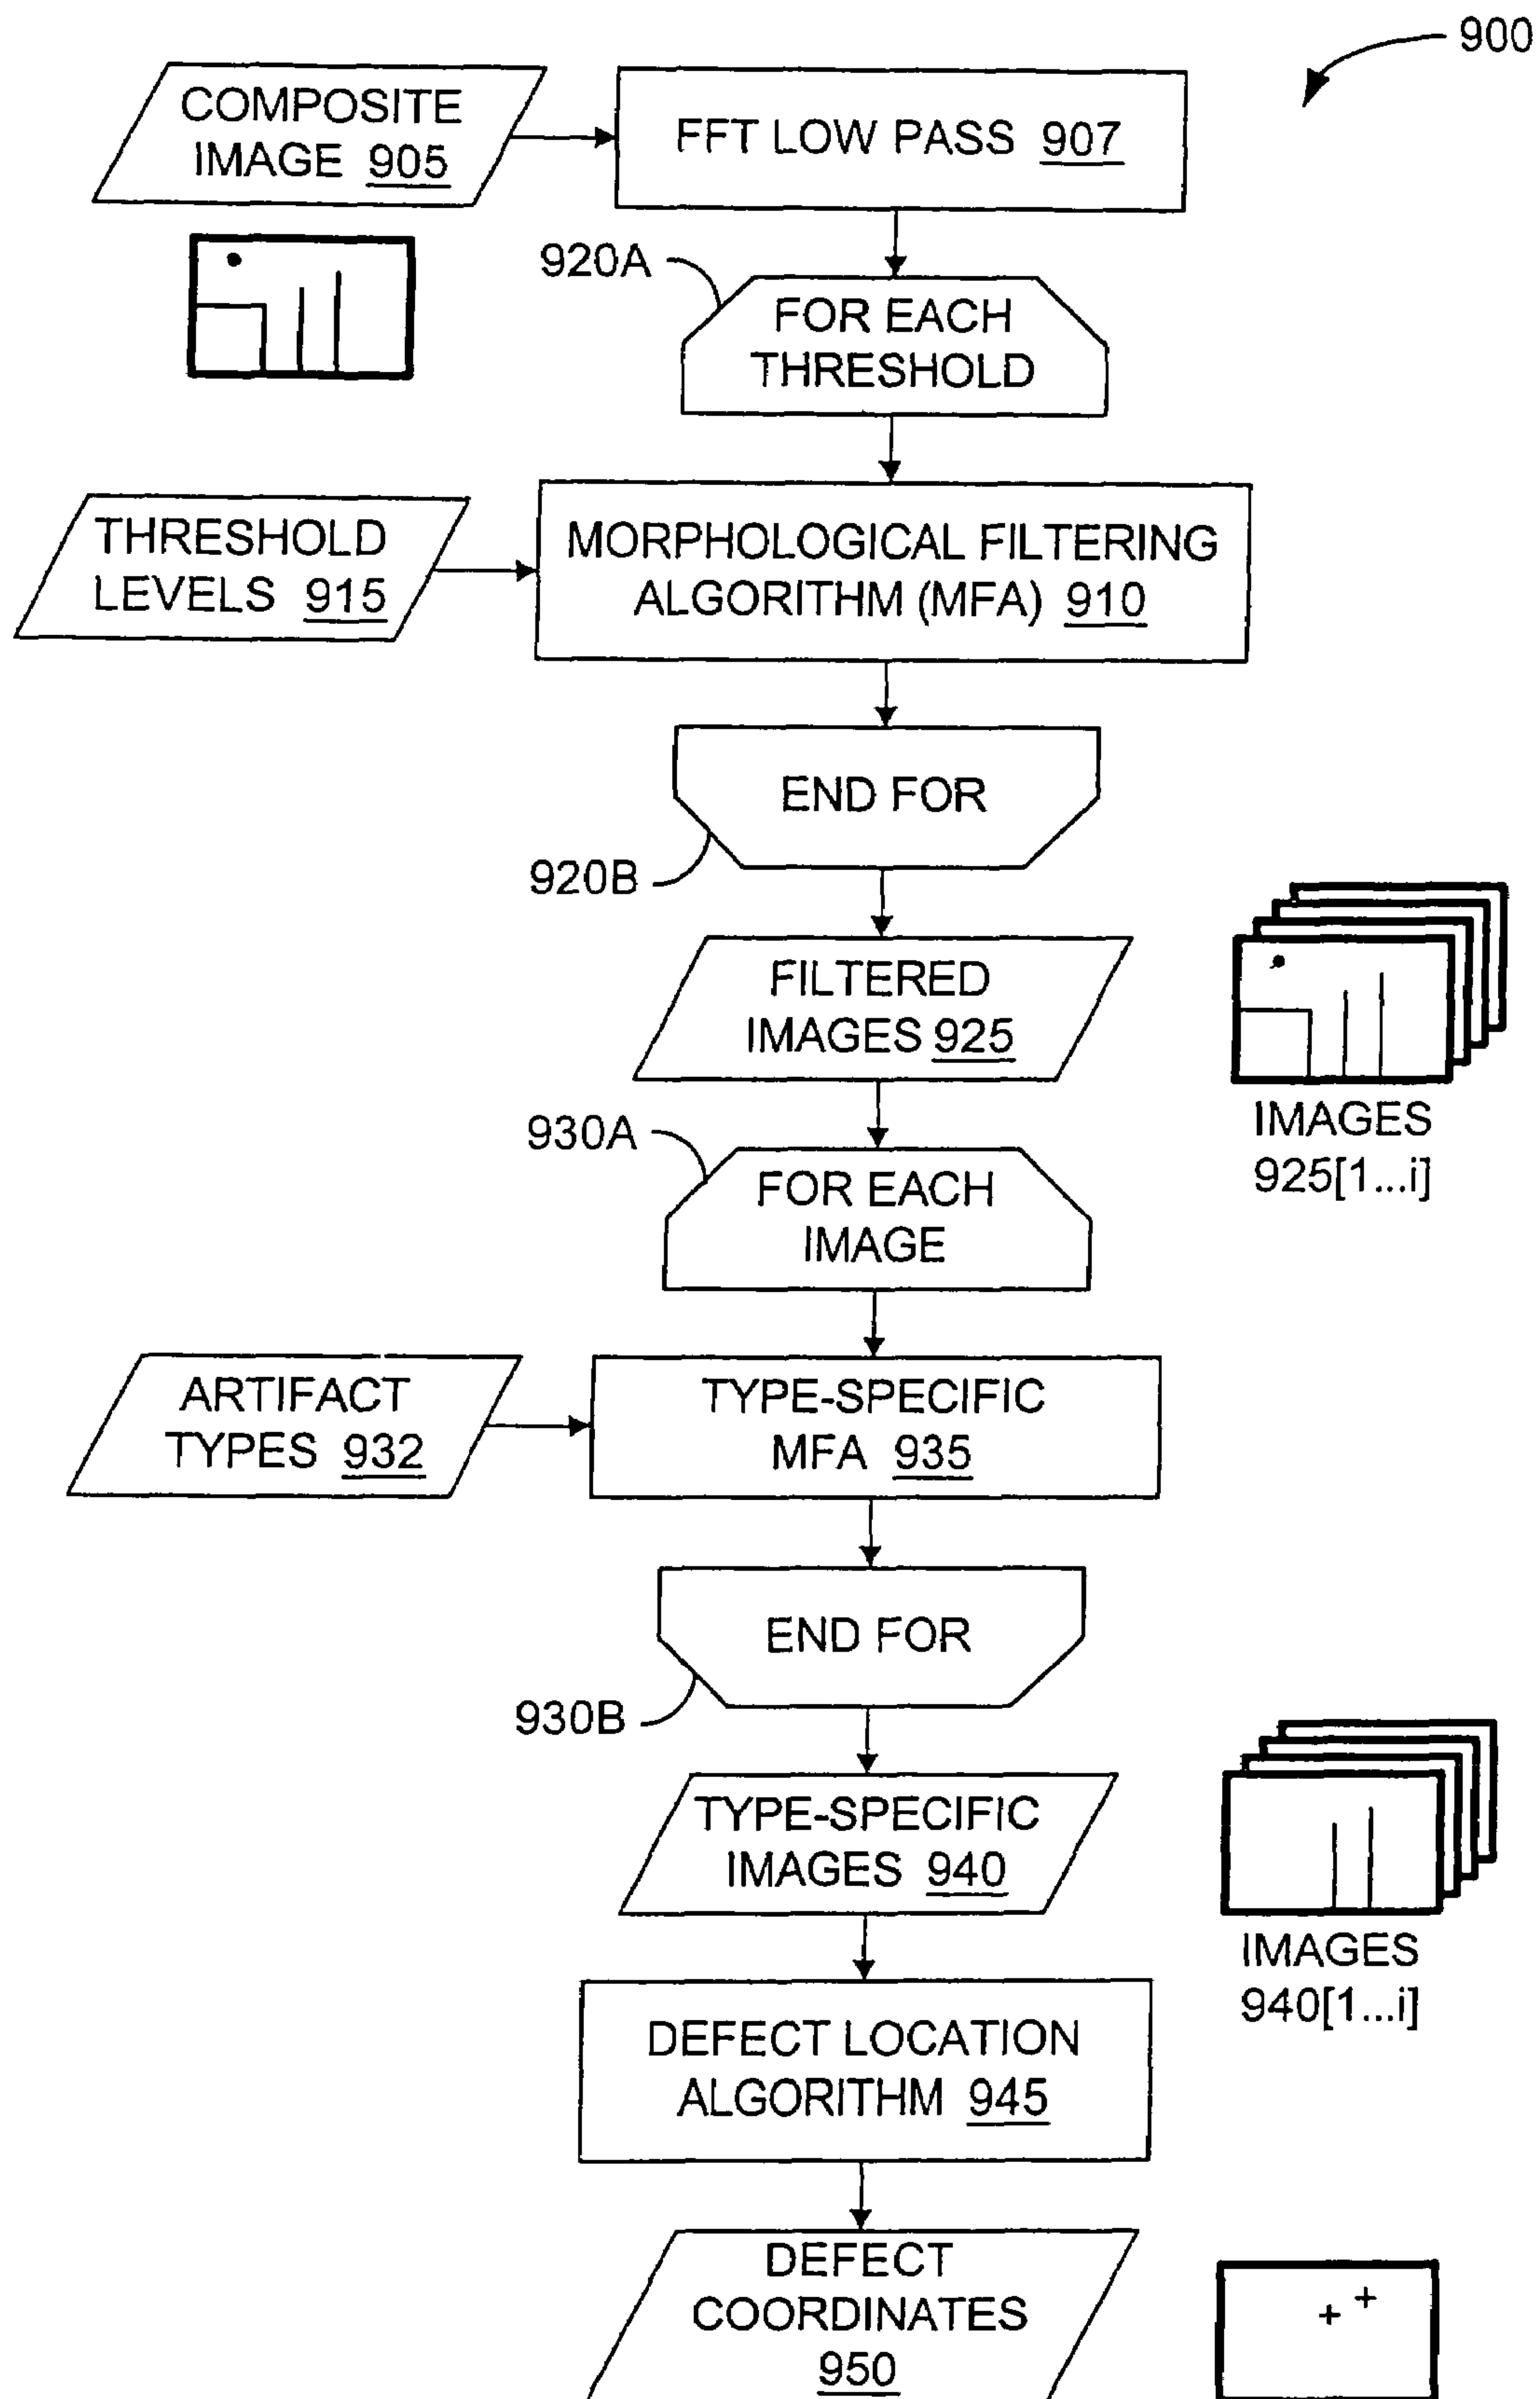 900
COMPOSITE
IMAGE 905
FFT LOW PASS 907
920A
FOR EACH
THRESHOLD
THRESHOLD
LEVELS 915
MORPHOLOGICAL FILTERING
ALGORITHM (MFA) 910
END FOR
920B
FILTERED
IMAGES 925
IMAGES
925[1...i]
930A
FOR EACH
IMAGE
ARTIFACT
TYPES 932
TYPE-SPECIFIC
MFA 935
END FOR
930B
TYPE-SPECIFIC
IMAGES 940
IMAGES
940[1...i]
DEFECT LOCATION
ALGORITHM 945
DEFECT
COORDINATES
950